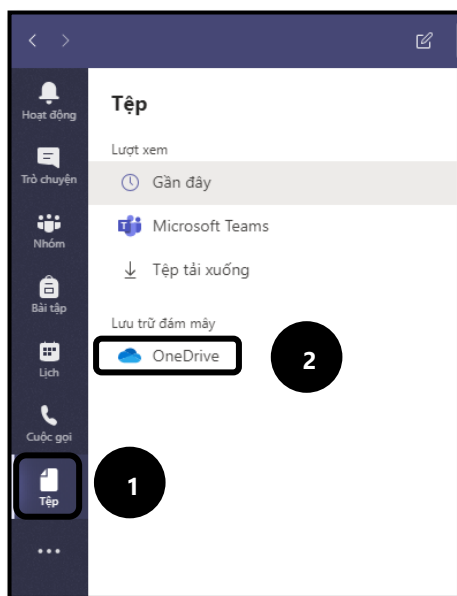 Hoạt động
Trò chuyện
Nhóm
Bài tập
Lịch
Cuộc gọi
Tệp
1
Tệp
Lượt xem
Gần đây
Microsoft Teams
Tệp tải xuống
Lưu trữ đám mây
OneDrive
2